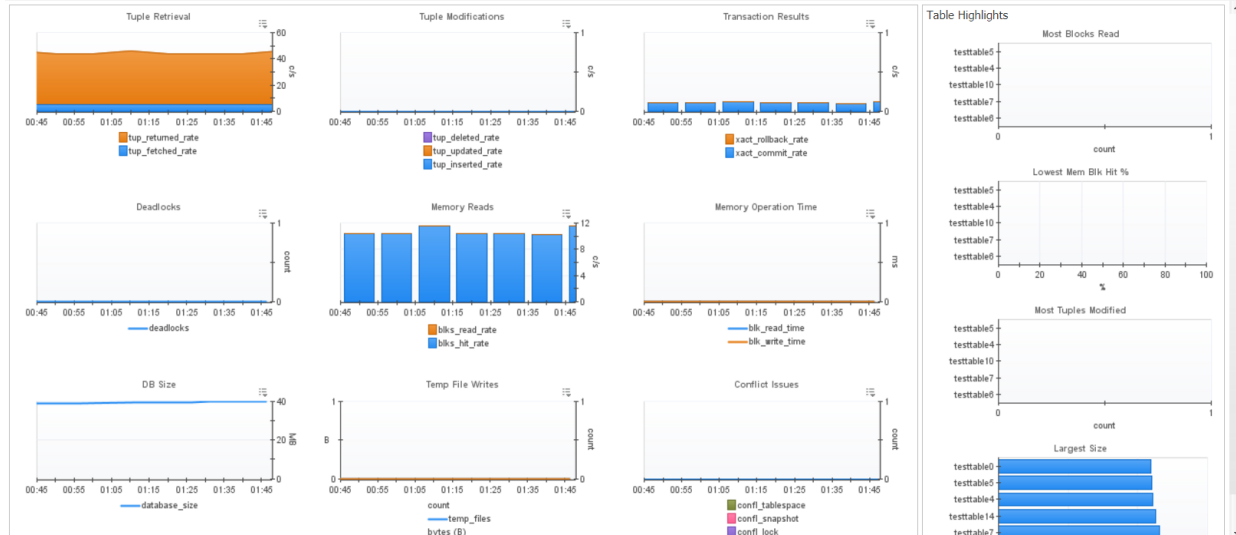 Tuple Retrieval
60
40
20
0
c/s
00:45 00:55 01:05 01:15 01:25 01:35 01:45
tup_returned_rate
tup_fetched_rate
Tuple Modifications
1
0
c/s
00:45 00:55 01:05 01:15 01:25 01:35 01:45
tup_deleted_rate
tup_updated_rate
tup_inserted_rate
Transaction Results
1
0
c/s
00:45 00:55 01:05 01:15 01:25 01:35 01:45
xact_rollback_rate
xact_commit_rate
Deadlocks
1
0
count
00:45 00:55 01:05 01:15 01:25 01:35 01:45
deadlocks
Memory Reads
12
8
4
0
c/s
00:45 00:55 01:05 01:15 01:25 01:35 01:45
blks_read_rate
blks_hit_rate
Memory Operation Time
1
0
ms
00:45 00:55 01:05 01:15 01:25 01:35 01:45
blk_read_time
blk_write_time
DB Size
40
20
0
MB
00:45 00:55 01:05 01:15 01:25 01:35 01:45
database_size
Temp File Writes
1
B
0
1
0
count
00:45 00:55 01:05 01:15 01:25 01:35 01:45
count
temp_files
bytes (B)
Conflict Issues
1
0
count
00:45 00:55 01:05 01:15 01:25 01:35 01:45
confl_tablespace
confl_snapshot
confl_lock
Table Highlights
Most Blocks Read
testtable5
testtable4
testtable10
testtable7
testtable6
0 1
count
Lowest Mem Blk Hit %
testtable5
testtable4
testtable10
testtable7
testtable6
0 20 40 60 80 100
%
Most Tuples Modified
testtable5
testtable4
testtable10
testtable7
testtable6
0 1
count
Largest Size
testtable0
testtable5
testtable4
testtable14
testtable7